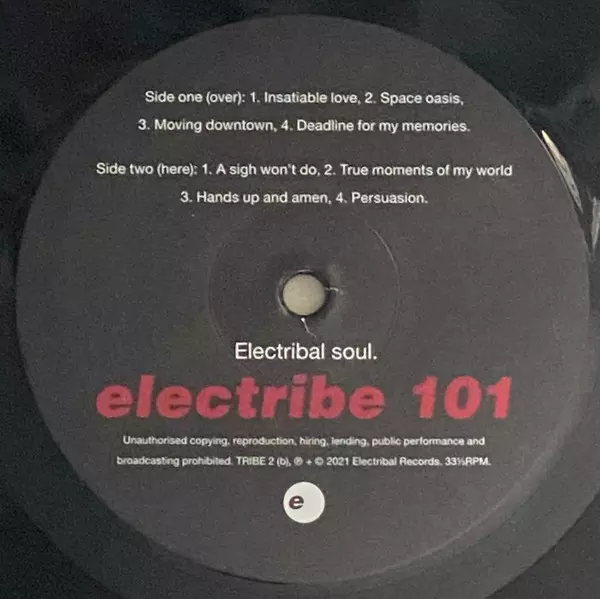 Side one (over): 1. Insatiable love, 2. Space oasis,
3. Moving downtown, 4. Deadline for my memories.
Side two (here): 1. A sigh won't do, 2. True moments of my world
3. Hands up and amen, 4. Persuasion.
Electribal soul.
electribe 101
Unauthorised copying, reproduction, hiring, lending, public performance and
broadcasting prohibited. TRIBE 2 (b), ℗ + © 2021 Electribal Records. 33⅓RPM.
e